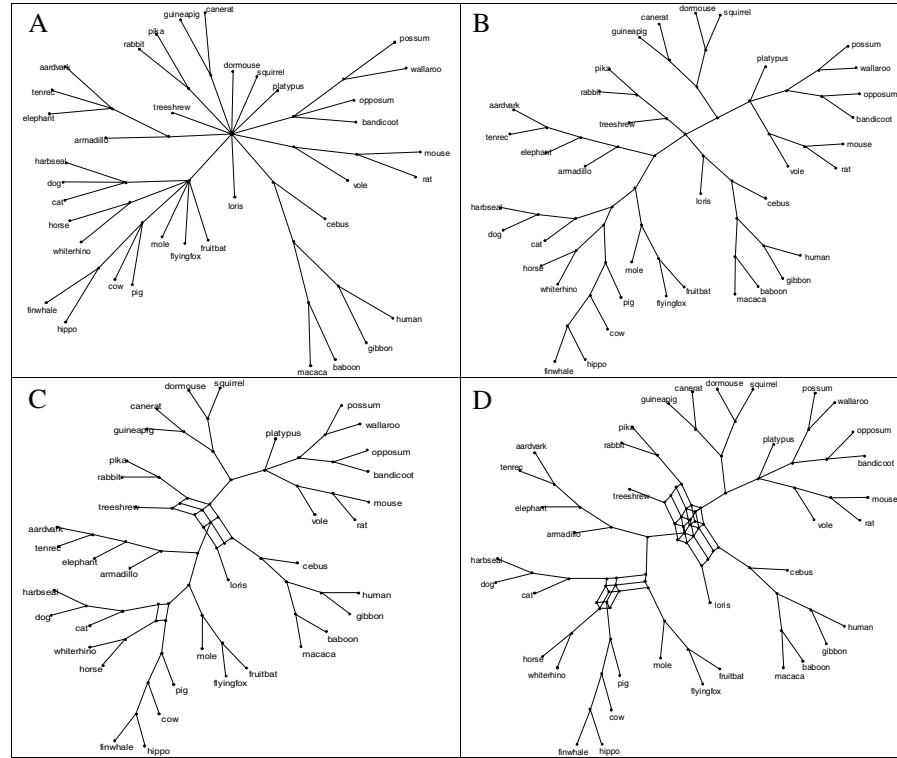 A
canerat
guineapig
pika
rabbit
dormouse
squirrel
platypus
possum
wallaroo
opposum
bandicoot
aardvark
tenrec
elephant
treeshrew
armadillo
mouse
rat
vole
harbseal
dog
cat
horse
whiterhino
loris
cebus
mole
flyingfox
fruitbat
cow
pig
finwhale
hippo
human
gibbon
baboon
macaca
B
dormouse
squirrel
canerat
guineapig
possum
platypus
wallaroo
pika
rabbit
opposum
aardvark
bandicoot
treeshrew
tenrec
elephant
mouse
armadillo
vole
rat
harbseal
loris
cebus
dog
cat
horse
mole
human
whiterhino
gibbon
fruitbat
baboon
pig
flyingfox
macaca
cow
finwhale
hippo
C
dormouse
squirrel
canerat
possum
guineapig
wallaroo
platypus
opposum
pika
bandicoot
rabbit
treeshrew
mouse
vole
rat
aardvark
tenrec
elephant
armadillo
cebus
loris
harbseal
human
dog
gibbon
cat
baboon
whiterhino
macaca
horse
mole
fruitbat
flyingfox
pig
cow
finwhale
hippo
D
dormouse
squirrel
canerat
guineapig
possum
wallaroo
pika
platypus
opposum
rabbit
aardvark
bandicoot
tenrec
treeshrew
mouse
elephant
vole
rat
armadillo
harbseal
cebus
dog
cat
loris
human
horse
gibbon
whiterhino
mole
baboon
macaca
fruitbat
pig
flyingfox
cow
finwhale
hippo